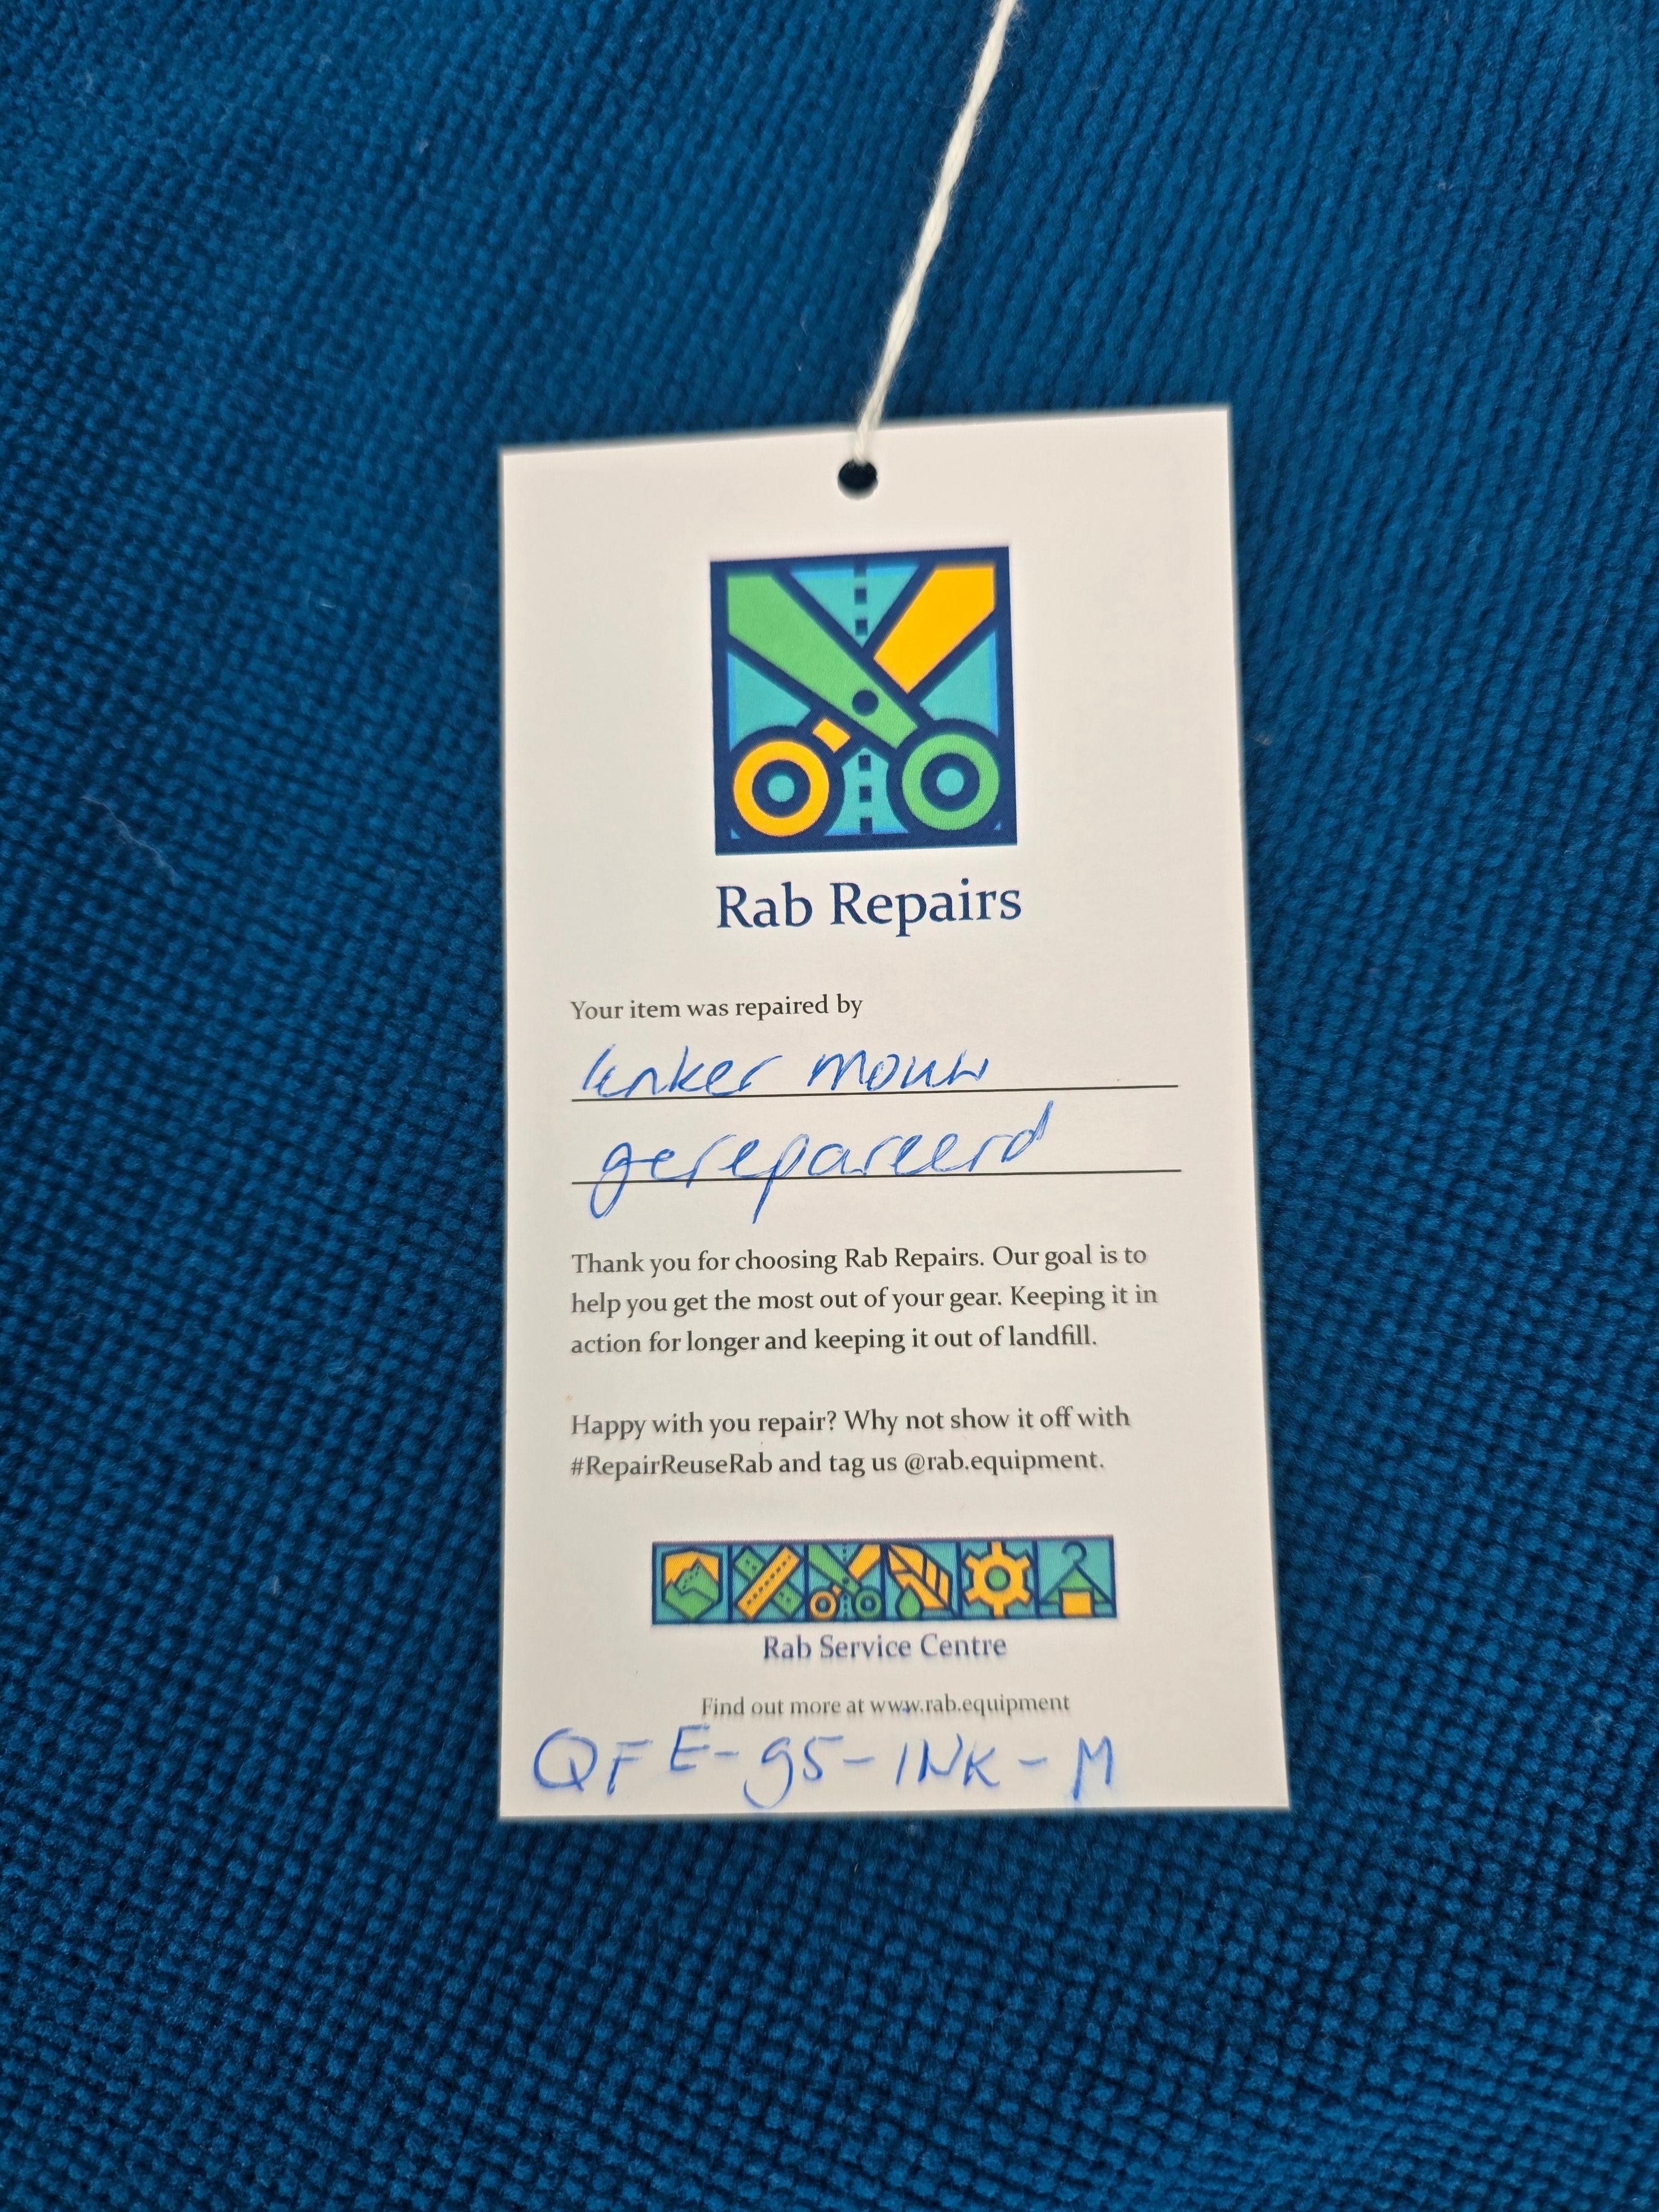 Rab Repairs
Your item was repaired by
linker mouw
gerepareerd
Thank you for choosing Rab Repairs. Our goal is to
help you get the most out of your gear. Keeping it in
action for longer and keeping it out of landfill.
Happy with you repair? Why not show it off with
#RepairReuseRab and tag us @rab.equipment.
Rab Service Centre
Find out more at www.rab.equipment
QFE-95-INK-M